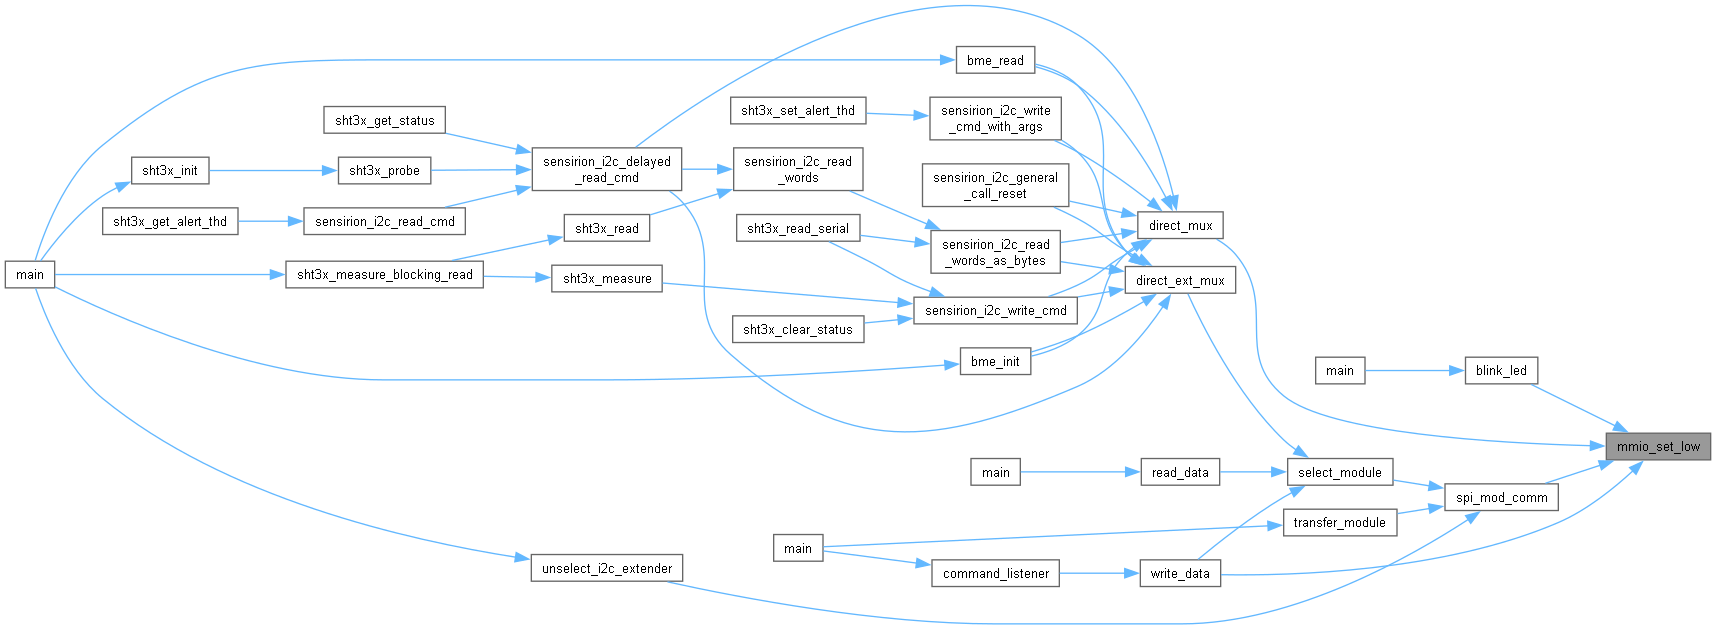 bme_read
sht3x_set_alert_thd
sensirion_i2c_write
_cmd_with_args
sht3x_get_status
sensirion_i2c_delayed
_read_cmd
sensirion_i2c_read
_words
sht3x_init
sht3x_probe
sensirion_i2c_general
_call_reset
sht3x_get_alert_thd
sensirion_i2c_read_cmd
sht3x_read
sht3x_read_serial
direct_mux
sensirion_i2c_read
_words_as_bytes
main
sht3x_measure_blocking_read
sht3x_measure
direct_ext_mux
sensirion_i2c_write_cmd
sht3x_clear_status
bme_init
main
blink_led
mmio_set_low
main
read_data
select_module
spi_mod_comm
transfer_module
main
unselect_i2c_extender
command_listener
write_data